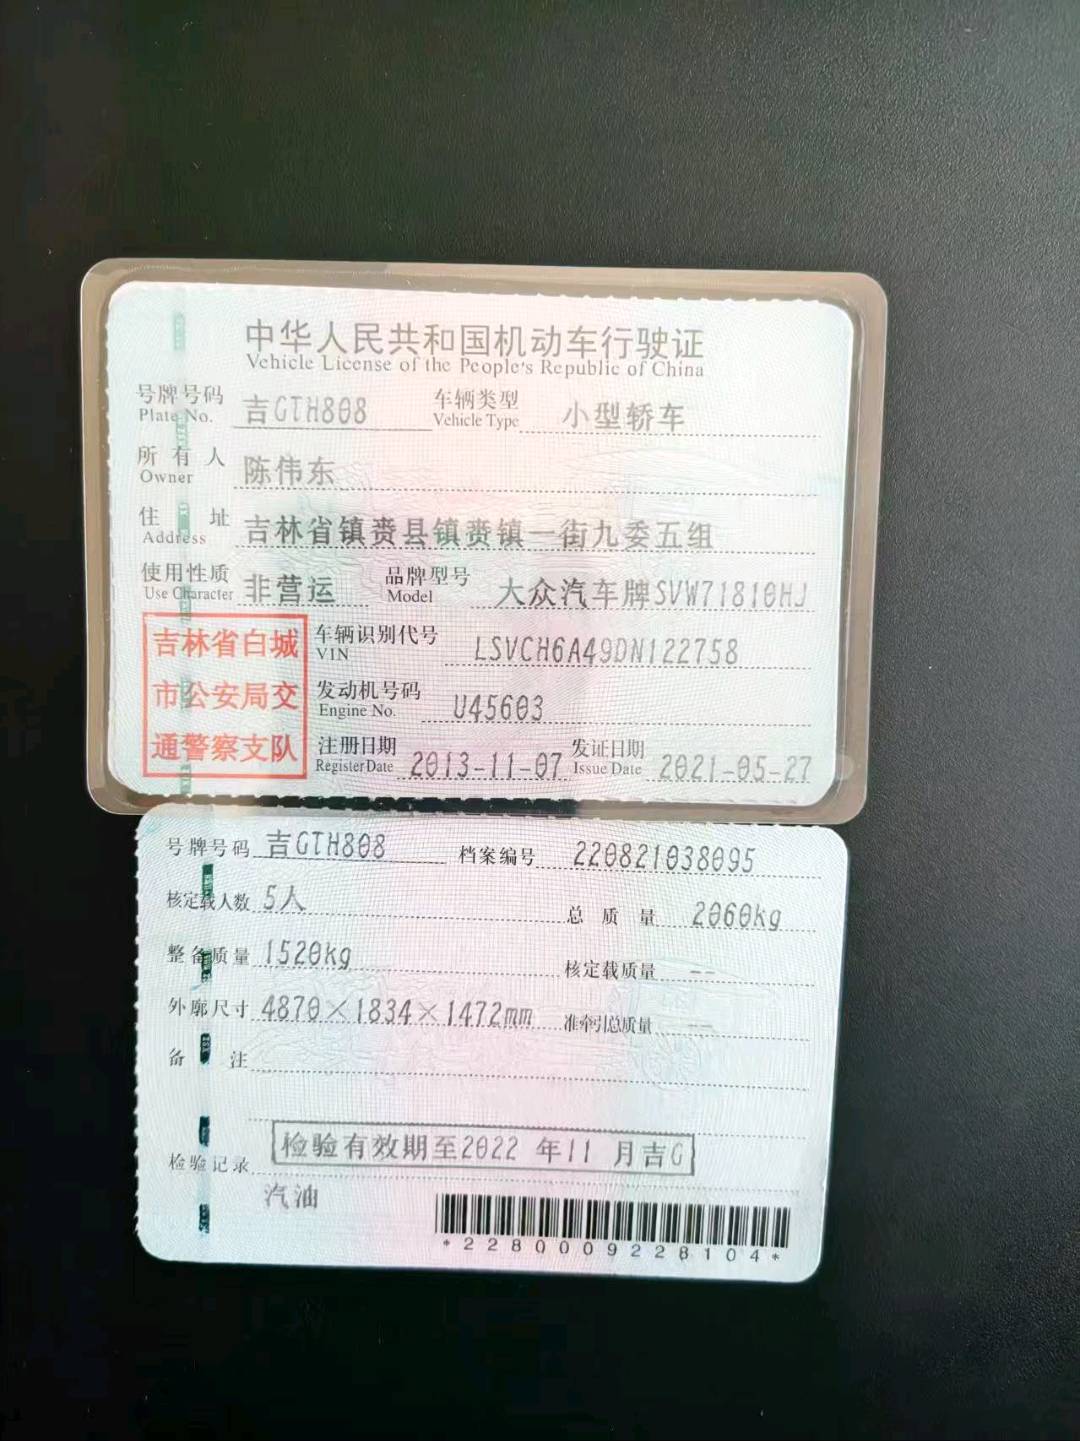 中华人民共和国机动车行驶证
Vehicle License of the People's Republic of China
号牌号码 吉GTH808 车辆类型 小型轿车
Plate No. Vehicle Type
所有人 陈伟东
Owner
住址 吉林省镇赉县镇赉镇一街九委五组
Address
使用性质 非营运 品牌型号 大众汽车牌SVW71810HJ
Use Character Model
吉林省白城
市公安局交
通警察支队
车辆识别代号 LSVCH6A49DN122758
VIN
发动机号码 U45603
Engine No.
注册日期 2013-11-07 发证日期 2021-05-27
Register Date Issue Date
号牌号码 吉GTH808 档案编号 220821038095
核定载人数 5人 总质量 2060kg
整备质量 1520kg 核定载质量 --
外廓尺寸 4870×1834×1472mm 准牵引总质量 --
备注
检验记录 检验有效期至2022年11月吉G
汽油
*2280009228104*